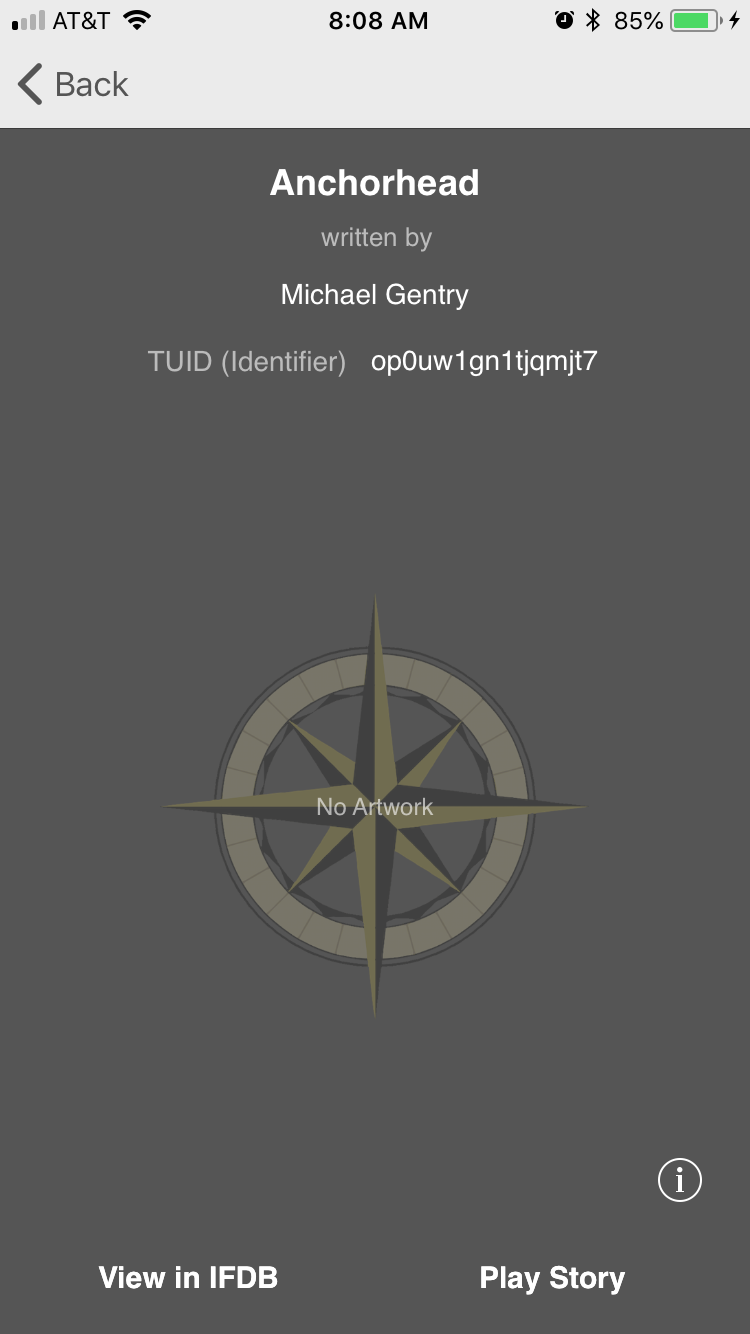 AT&T 8:08 AM 85%
Back
Anchorhead
written by
Michael Gentry
TUID (Identifier) op0uw1gn1tjqmjt7
No Artwork
i
View in IFDB Play Story